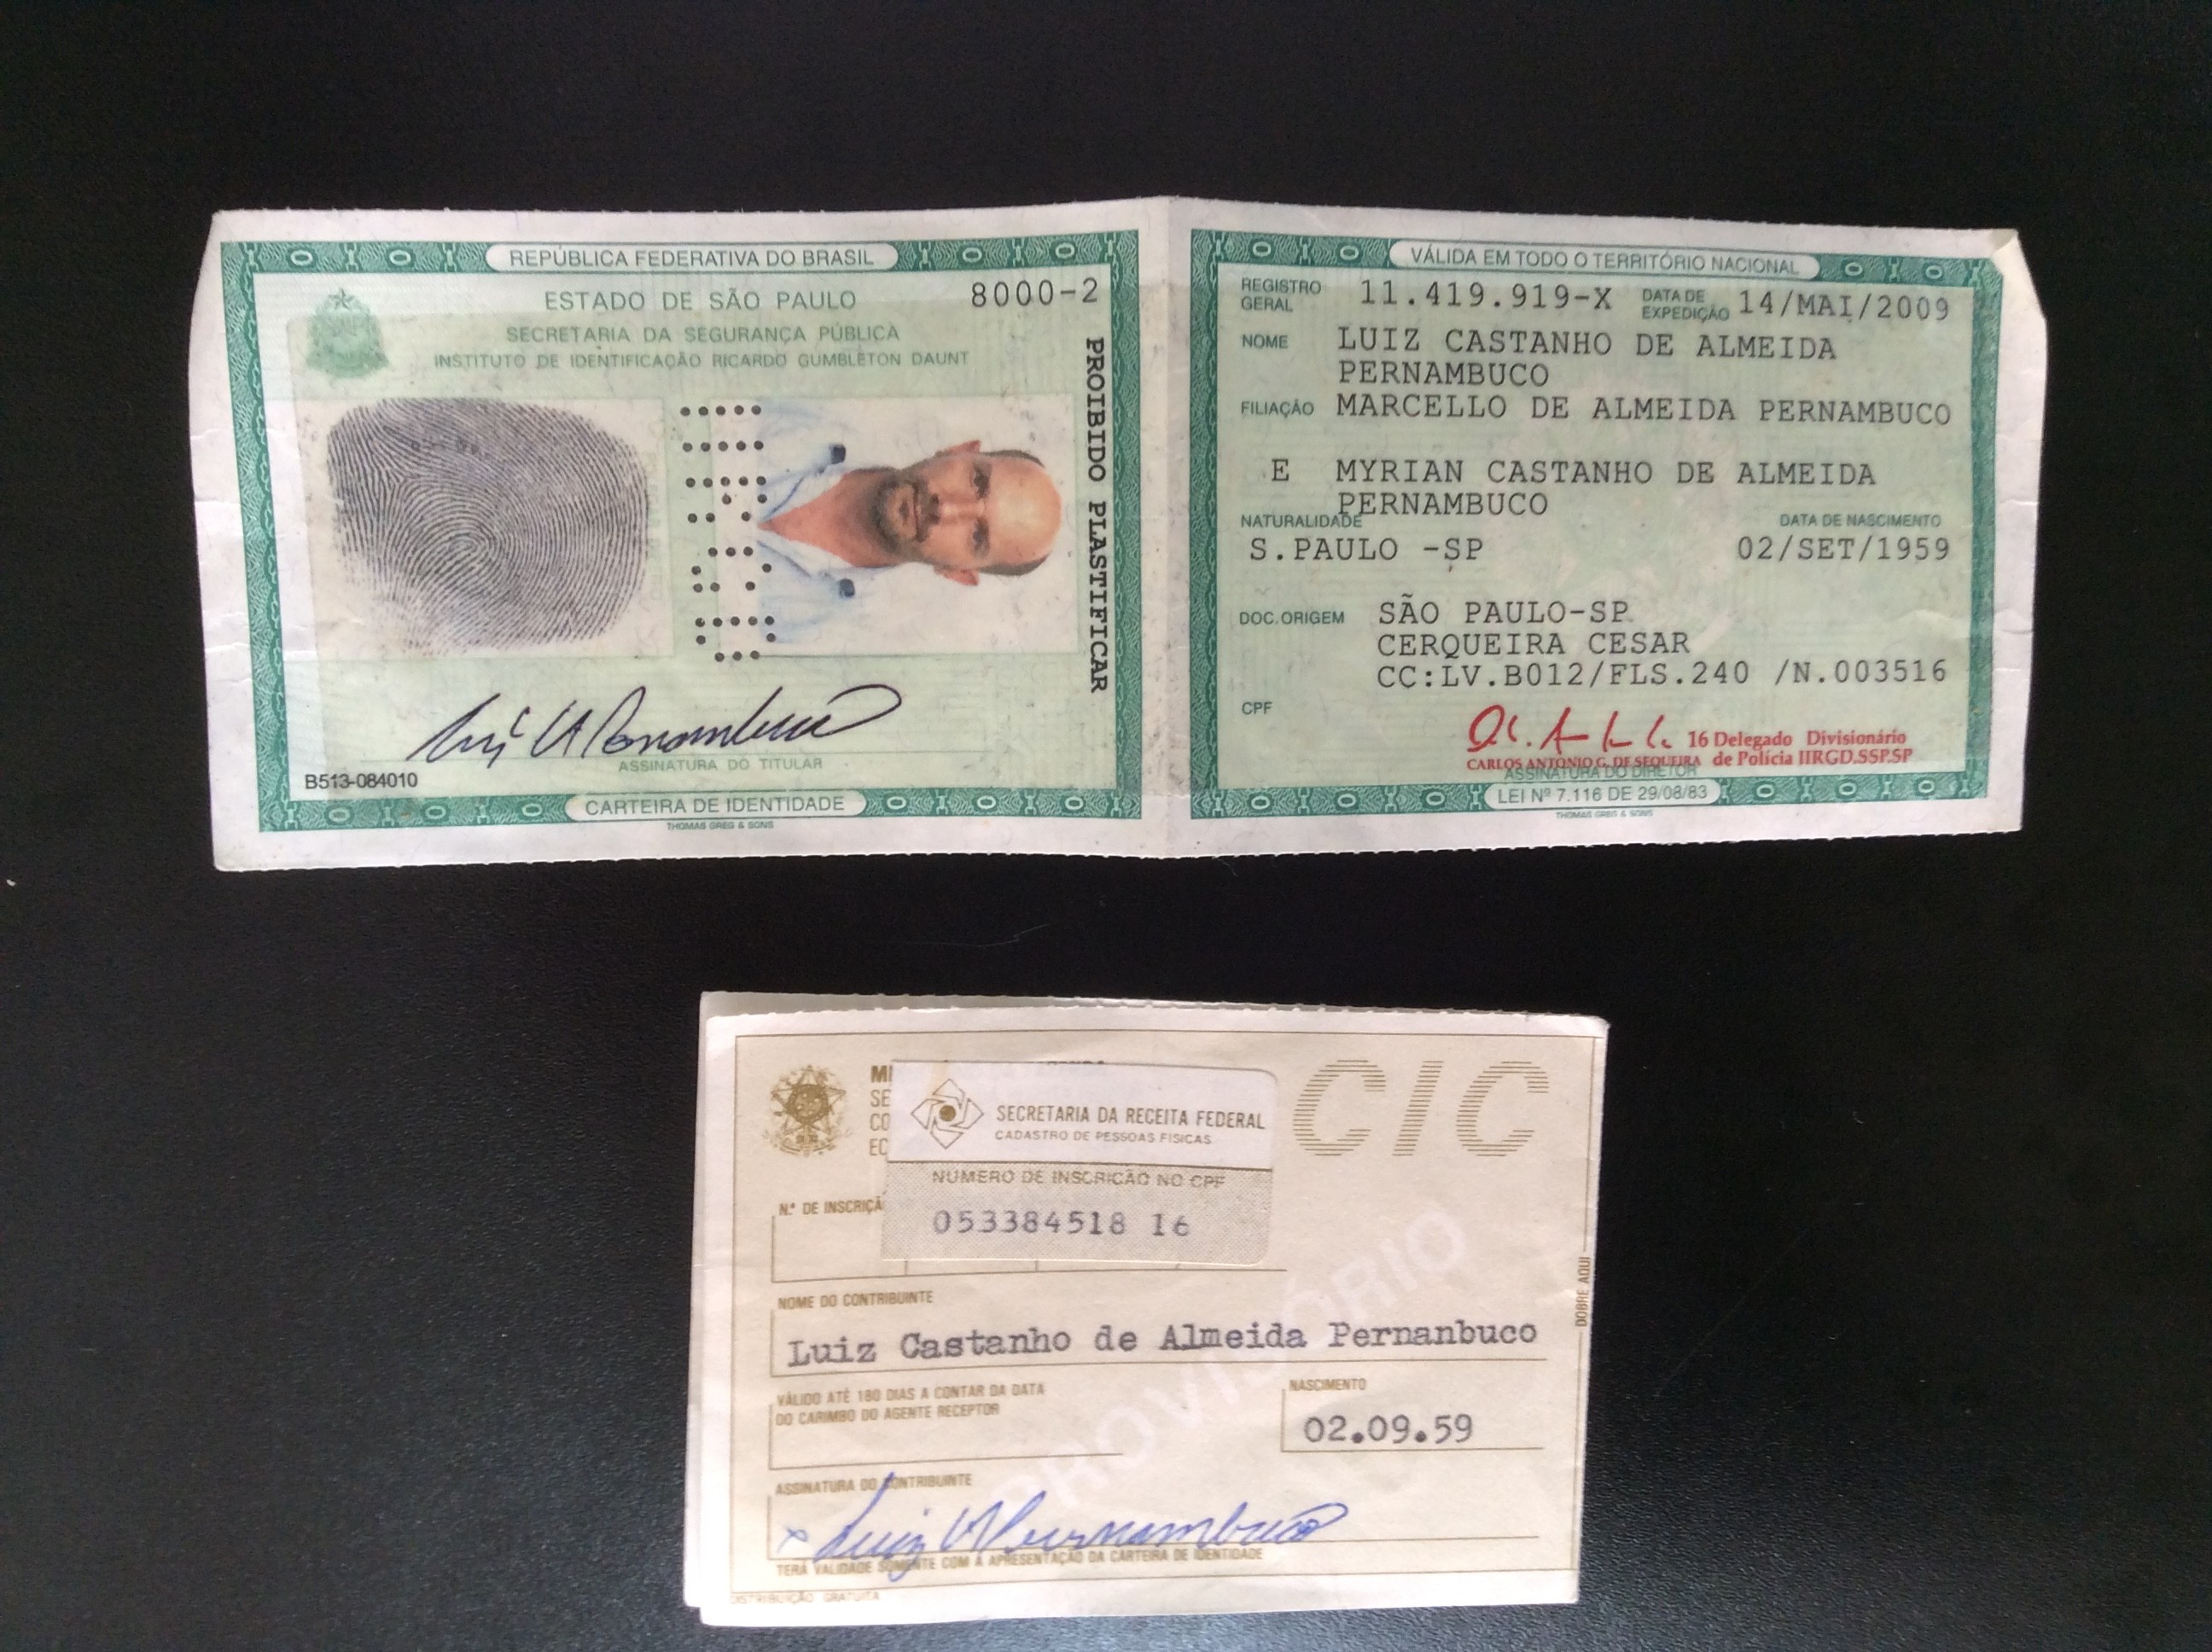 REPÚBLICA FEDERATIVA DO BRASIL
ESTADO DE SÃO PAULO
8000-2
SECRETARIA DA SEGURANÇA PÚBLICA
INSTITUTO DE IDENTIFICAÇÃO RICARDO GUMBLETON DAUNT
PROIBIDO PLASTIFICAR
ASSINATURA DO TITULAR
B513-084010
CARTEIRA DE IDENTIDADE
THOMAS GREG & SONS
VÁLIDA EM TODO O TERRITÓRIO NACIONAL
REGISTRO GERAL 11.419.919-X DATA DE EXPEDIÇÃO 14/MAI/2009
NOME LUIZ CASTANHO DE ALMEIDA
PERNAMBUCO
FILIAÇÃO MARCELLO DE ALMEIDA PERNAMBUCO
E MYRIAN CASTANHO DE ALMEIDA
PERNAMBUCO
NATURALIDADE DATA DE NASCIMENTO
S.PAULO -SP 02/SET/1959
DOC.ORIGEM SÃO PAULO-SP
CERQUEIRA CESAR
CC:LV.B012/FLS.240 /N.003516
CPF
16 Delegado Divisionário
CARLOS ANTONIO G. DE SEQUEIRA de Polícia IIRGD.SSP.SP
ASSINATURA DO DIRETOR
LEI Nº 7.116 DE 29/08/83
THOMAS GREG & SONS
CIC
SECRETARIA DA RECEITA FEDERAL
CADASTRO DE PESSOAS FISICAS
NUMERO DE INSCRIÇÃO NO CPF
053384518 16
N.º DE INSCRIÇÃ
NOME DO CONTRIBUINTE
Luiz Castanho de Almeida Pernanbuco
VÁLIDO ATÉ 180 DIAS A CONTAR DA DATA
DO CARIMBO DO AGENTE RECEPTOR
NASCIMENTO
02.09.59
PROVISÓRIO
DOBRE AQUI
ASSINATURA DO CONTRIBUINTE
Luiz Pernambuco
TERÁ VALIDADE SOMENTE COM A APRESENTAÇÃO DA CARTEIRA DE IDENTIDADE
DISTRIBUIÇÃO GRATUITA